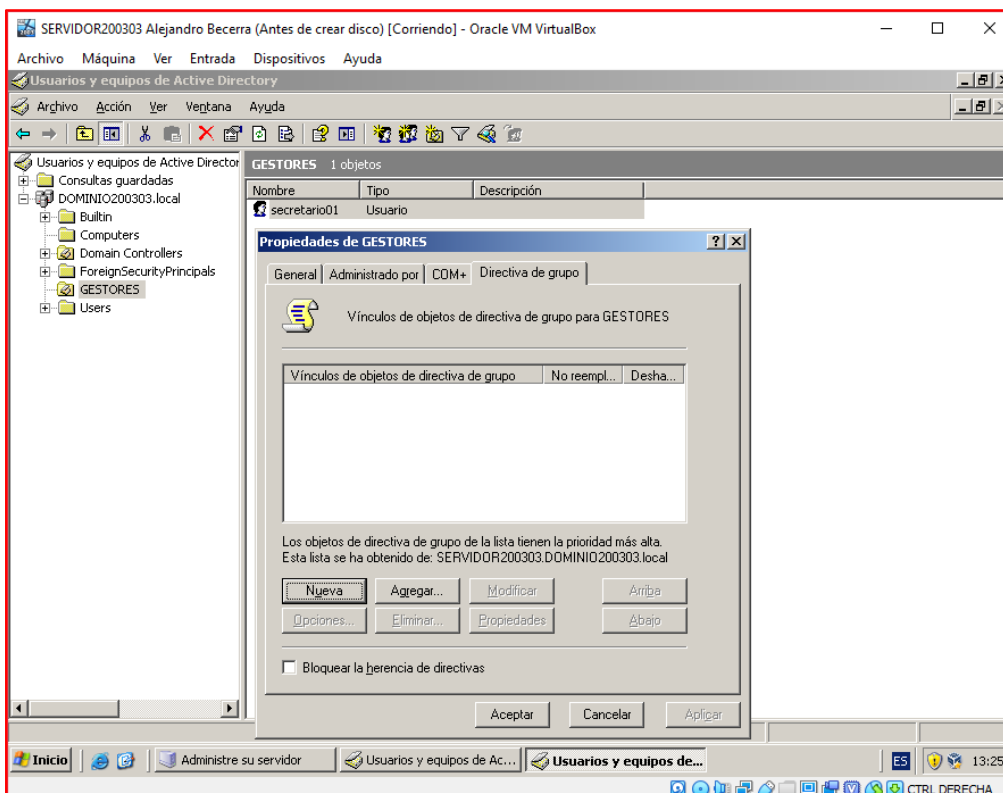 SERVIDOR200303 Alejandro Becerra (Antes de crear disco) [Corriendo] - Oracle VM VirtualBox
Archivo Máquina Ver Entrada Dispositivos Ayuda
Usuarios y equipos de Active Directory
Archivo Acción Ver Ventana Ayuda
Usuarios y equipos de Active Director
Consultas guardadas
DOMINIO200303.local
Builtin
Computers
Domain Controllers
ForeignSecurityPrincipals
GESTORES
Users
GESTORES 1 objetos
Nombre Tipo Descripción
secretario01 Usuario
Propiedades de GESTORES
General Administrado por COM+ Directiva de grupo
Vínculos de objetos de directiva de grupo para GESTORES
Vínculos de objetos de directiva de grupo No reempl... Desha...
Los objetos de directiva de grupo de la lista tienen la prioridad más alta.
Esta lista se ha obtenido de: SERVIDOR200303.DOMINIO200303.local
Nueva Agregar... Modificar Arriba
Opciones... Eliminar... Propiedades Abajo
Bloquear la herencia de directivas
Aceptar Cancelar Aplicar
Inicio Administre su servidor Usuarios y equipos de Ac... Usuarios y equipos de... ES 13:25
CTRL DERECHA